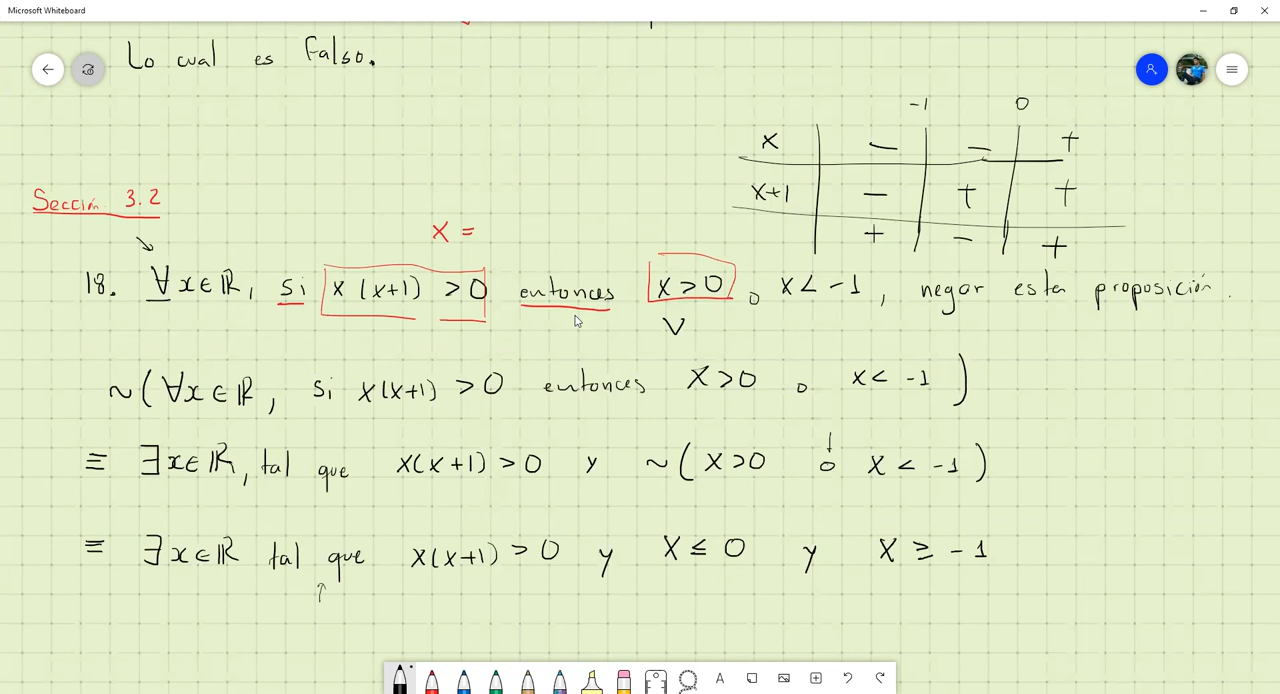 Microsoft Whiteboard
Lo cual es Falso.
-1 0
x - - +
x+1 - + +
+ - +
Sección 3.2
x =
18. ∀x∈ℝ, si x(x+1) >0 entonces x>0 o x<-1, negar esta proposición.
V
~(∀x∈ℝ, si x(x+1)>0 entonces x>0 o x<-1)
≡ ∃x∈ℝ, tal que x(x+1)>0 y ~(x>0 o x<-1)
≡ ∃x∈ℝ tal que x(x+1)>0 y x≤0 y x≥-1
A